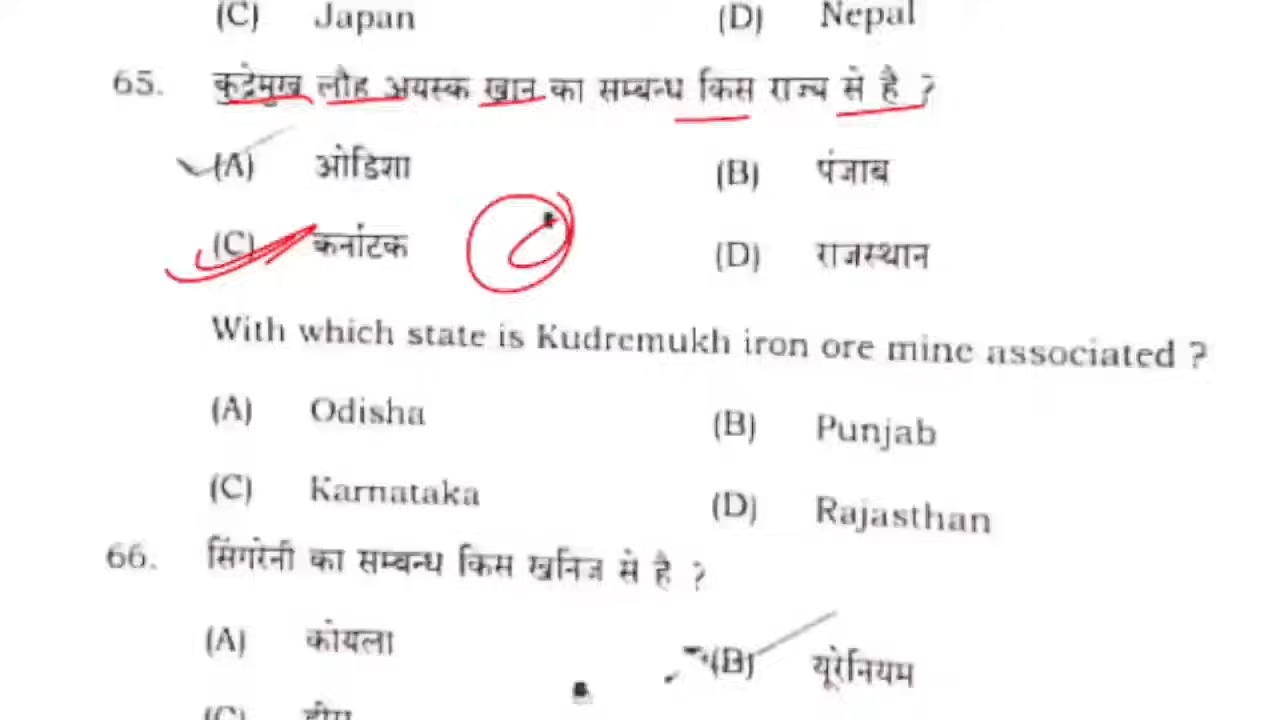 (C) Japan (D) Nepal
65. कुद्रेमुख लौह अयस्क खान का सम्बन्ध किस राज्य से है ?
(A) ओडिशा (B) पंजाब
(C) कर्नाटक (D) राजस्थान
With which state is Kudremukh iron ore mine associated ?
(A) Odisha (B) Punjab
(C) Karnataka (D) Rajasthan
66. सिंगरेनी का सम्बन्ध किस खनिज से है ?
(A) कोयला (B) यूरेनियम
(C)